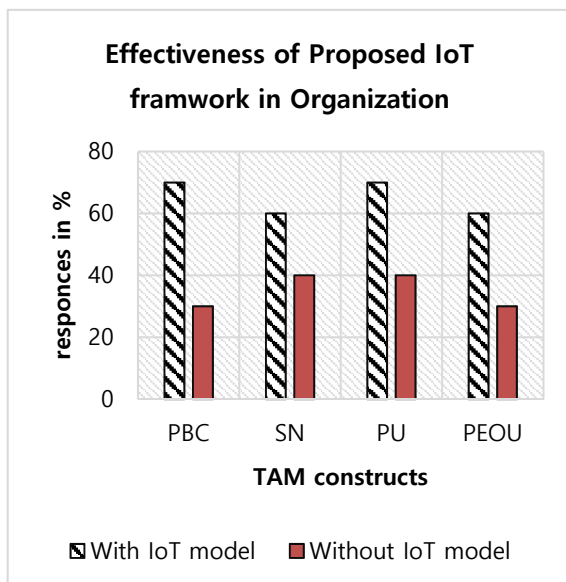 Effectiveness of Proposed IoT
framwork in Organization
80
60
40
20
0
responces in %
PBC SN PU PEOU
TAM constructs
With IoT model Without IoT model